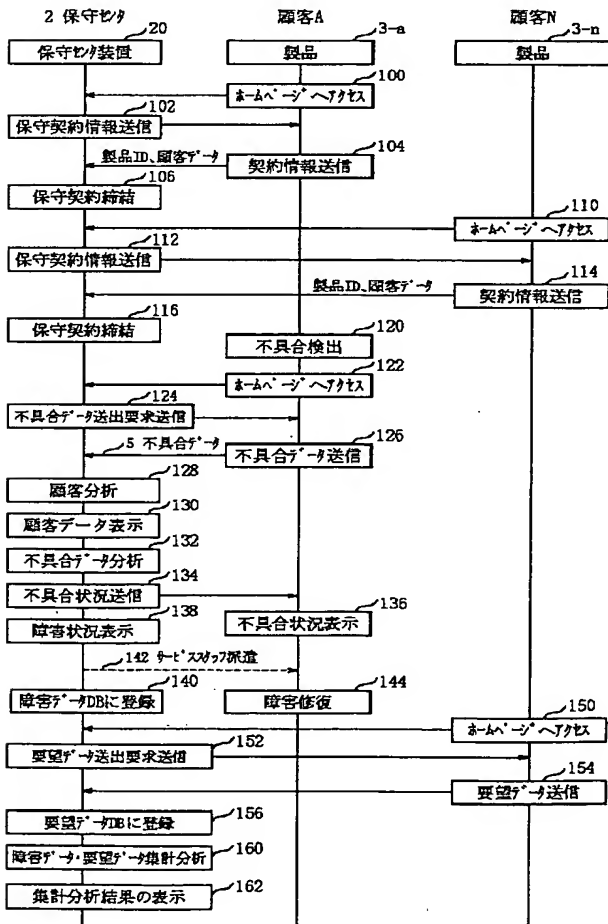 2 保守センタ 顧客A 顧客N
20 3-a 3-n
保守センタ装置 製品 製品
100
ホームページへアクセス
102
保守契約情報送信
104
製品ID、顧客データ 契約情報送信
106
保守契約締結
110
ホームページへアクセス
112
保守契約情報送信
114
製品ID、顧客データ 契約情報送信
116
保守契約締結
120
不具合検出
122
ホームページへアクセス
124
不具合データ送出要求送信
126
5 不具合データ 不具合データ送信
128
顧客分析
130
顧客データ表示
132
不具合データ分析
134
不具合状況送信
136
不具合状況表示
138
障害状況表示
142 サービススタッフ派遣
140 144
障害データDBに登録 障害修復
150
ホームページへアクセス
152
要望データ送出要求送信
154
要望データ送信
156
要望データDBに登録
160
障害データ・要望データ集計分析
162
集計分析結果の表示